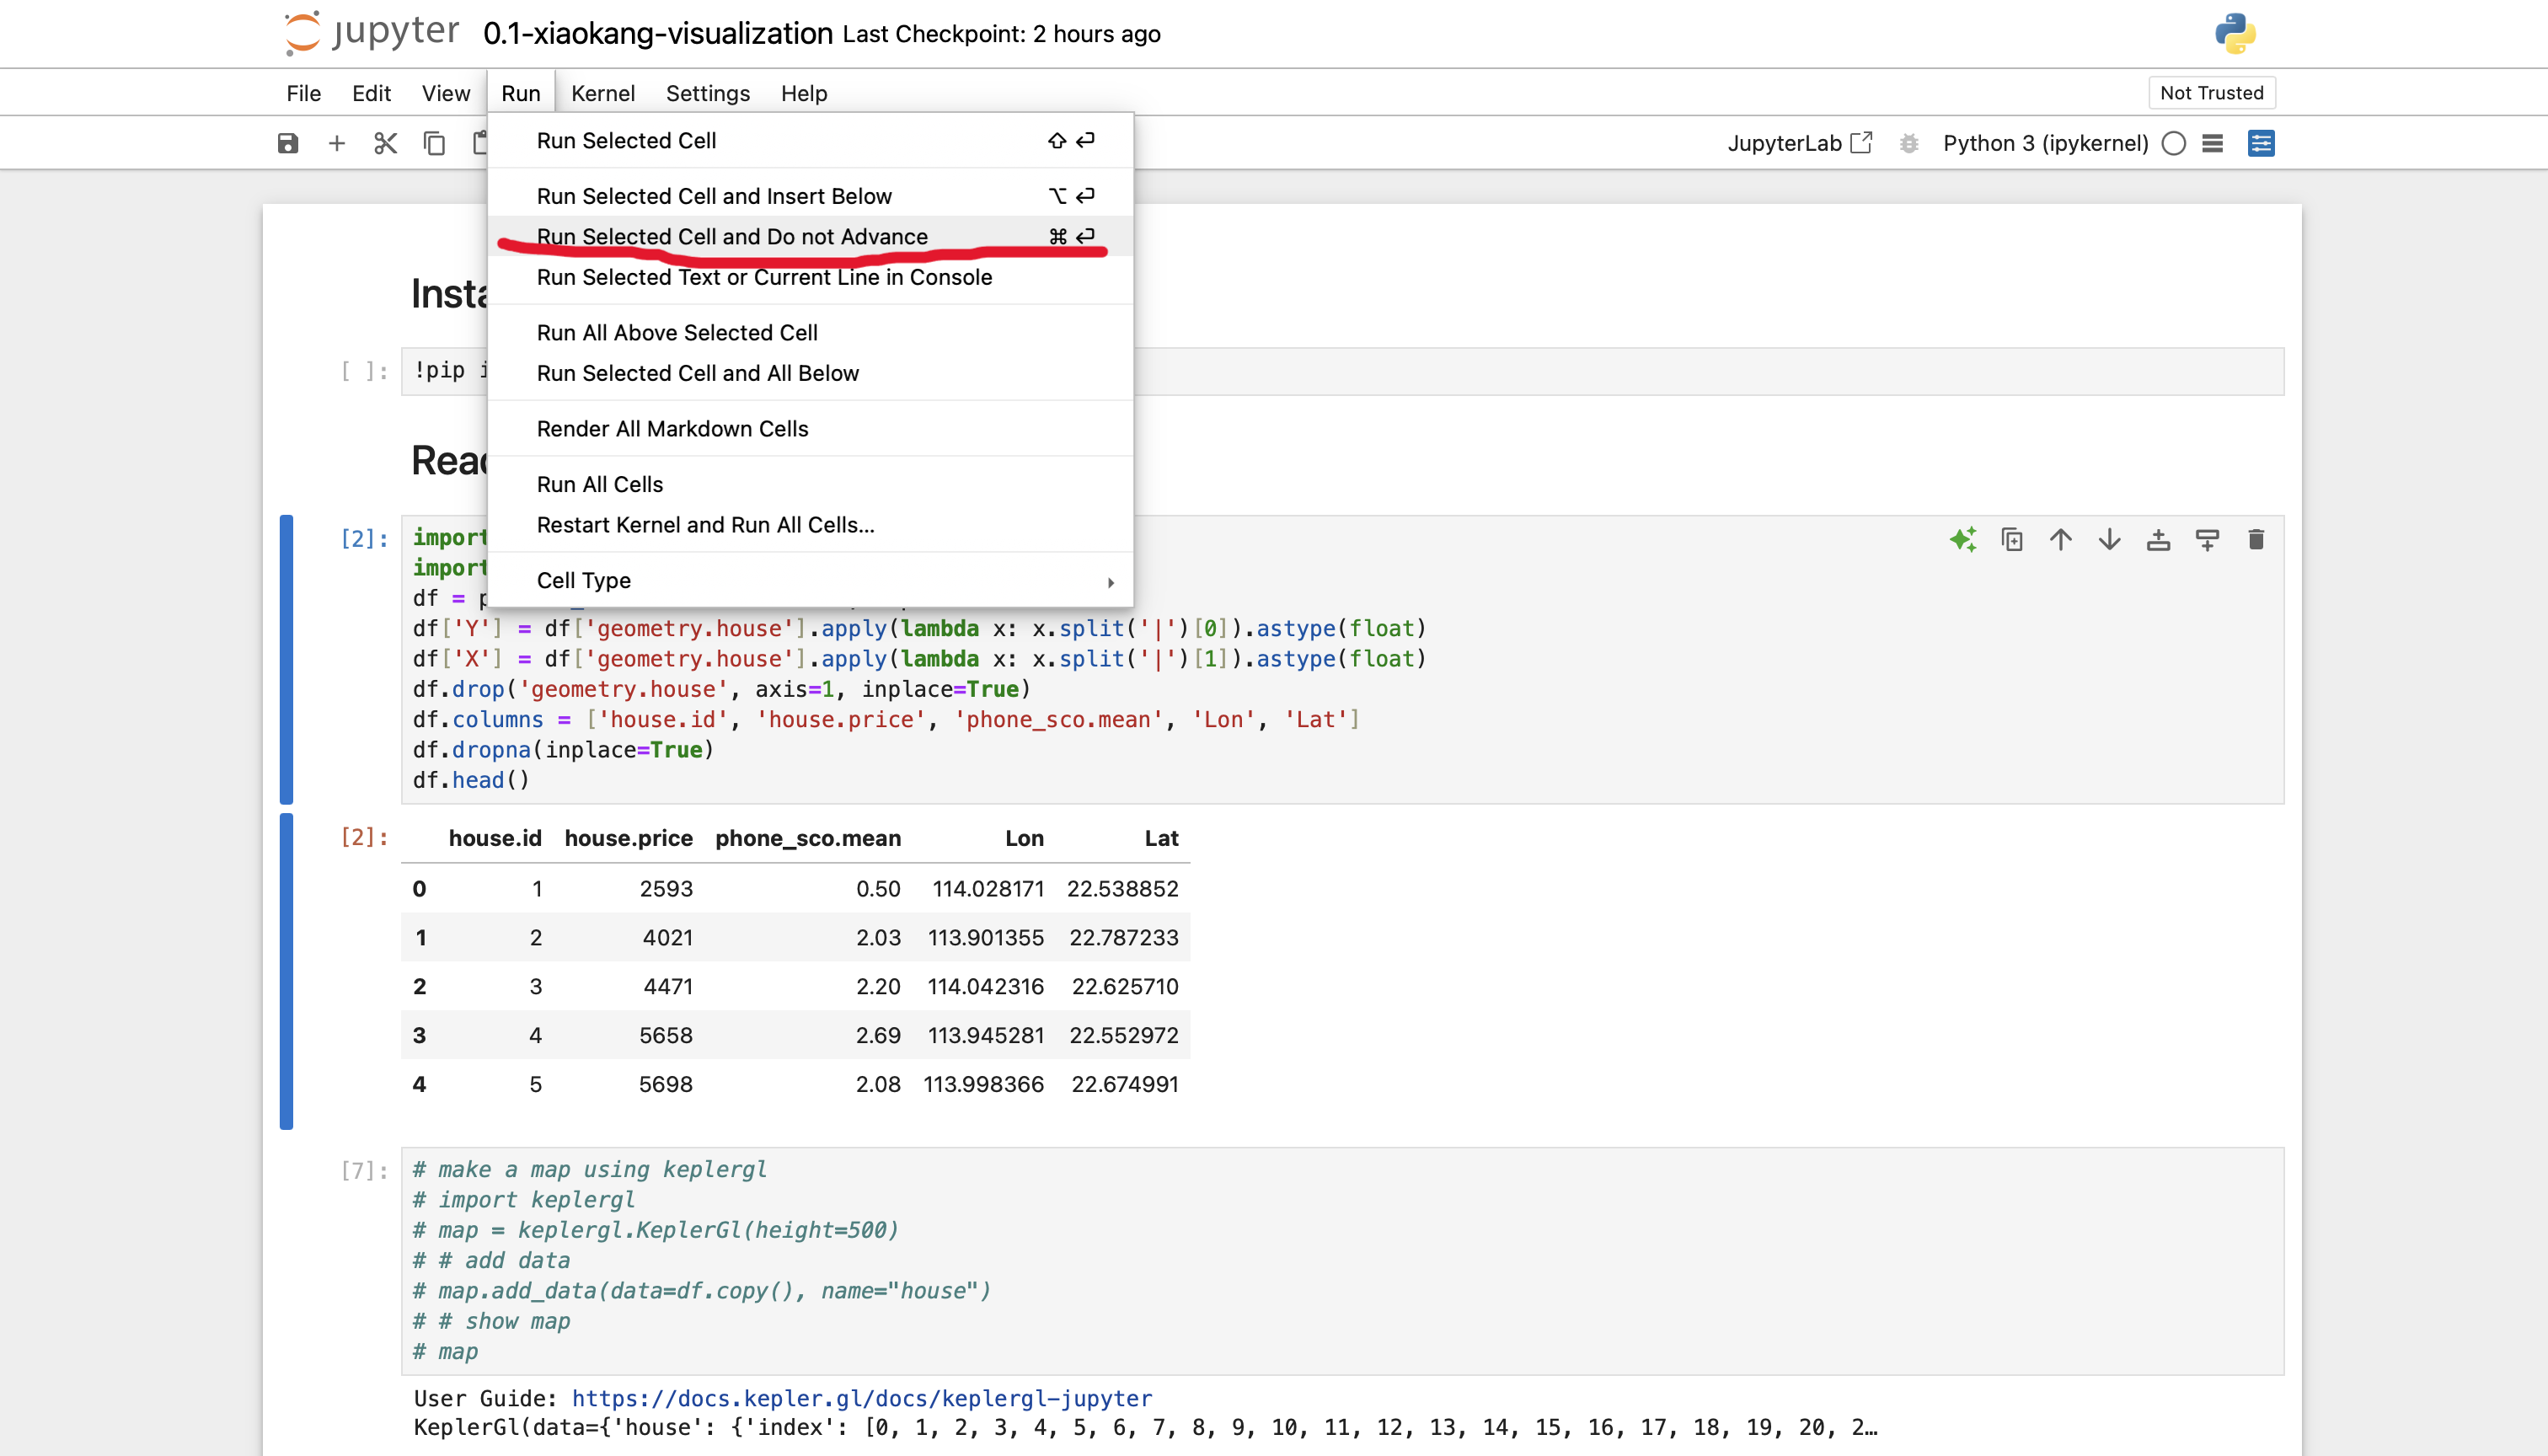 jupyter 0.1-xiaokang-visualization Last Checkpoint: 2 hours ago
File Edit View Run Kernel Settings Help Not Trusted
JupyterLab Python 3 (ipykernel)
Run Selected Cell ⇧ ⏎
Run Selected Cell and Insert Below ⌥ ⏎
Run Selected Cell and Do not Advance ⌘ ⏎
Run Selected Text or Current Line in Console
Run All Above Selected Cell
Run Selected Cell and All Below
Render All Markdown Cells
Run All Cells
Restart Kernel and Run All Cells...
Cell Type
[ ]: !pip
[2]: import
import
df =
df['Y'] = df['geometry.house'].apply(lambda x: x.split('|')[0]).astype(float)
df['X'] = df['geometry.house'].apply(lambda x: x.split('|')[1]).astype(float)
df.drop('geometry.house', axis=1, inplace=True)
df.columns = ['house.id', 'house.price', 'phone_sco.mean', 'Lon', 'Lat']
df.dropna(inplace=True)
df.head()
[2]: house.id house.price phone_sco.mean Lon Lat
0 1 2593 0.50 114.028171 22.538852
1 2 4021 2.03 113.901355 22.787233
2 3 4471 2.20 114.042316 22.625710
3 4 5658 2.69 113.945281 22.552972
4 5 5698 2.08 113.998366 22.674991
[7]: # make a map using keplergl
# import keplergl
# map = keplergl.KeplerGl(height=500)
# # add data
# map.add_data(data=df.copy(), name="house")
# # show map
# map
User Guide: https://docs.kepler.gl/docs/keplergl-jupyter
KeplerGl(data={'house': {'index': [0, 1, 2, 3, 4, 5, 6, 7, 8, 9, 10, 11, 12, 13, 14, 15, 16, 17, 18, 19, 20, 2…